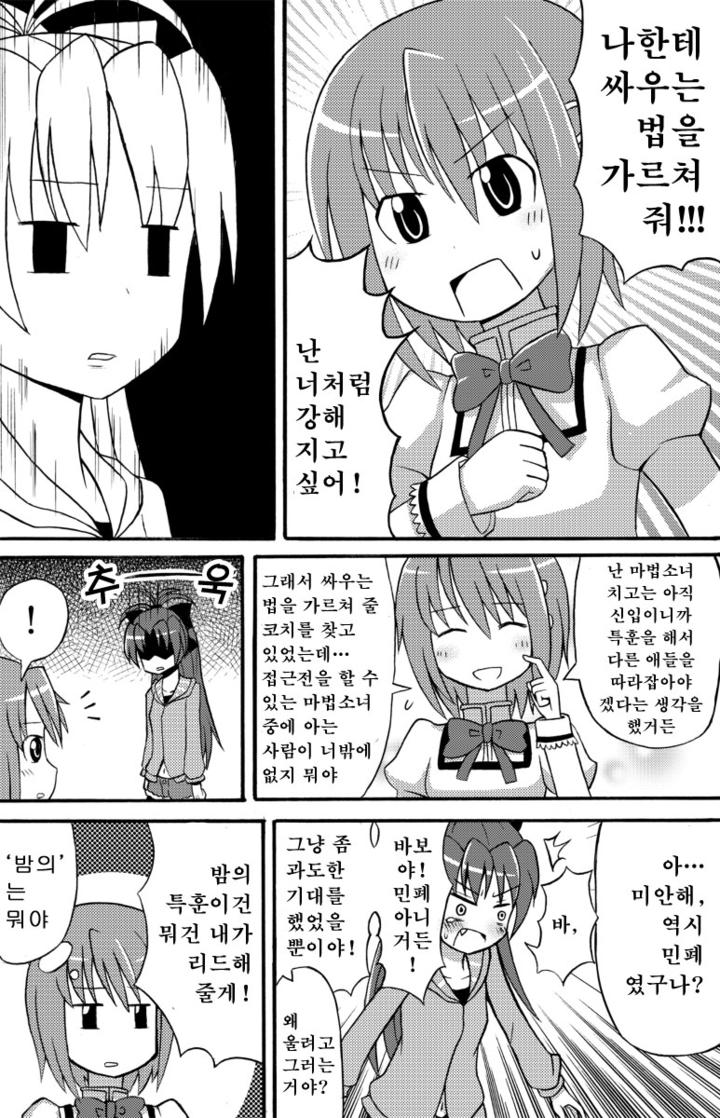 나한테
싸우는
법을
가르쳐
줘!!!
난
너처럼
강해
지고
싶어!
난 마법소녀
치고는 아직
신입이니까
특훈을 해서
다른 애들을
따라잡아야
겠다는 생각을
했거든
그래서 싸우는
법을 가르쳐 줄
코치를 찾고
있었는데…
접근전을 할 수
있는 마법소녀
중에 아는
사람이 너밖에
없지 뭐야
추ー욱
!
아…
미안해,
역시
민폐
였구나?
바,
바보
야!
민폐
아니
거든
!
그냥 좀
과도한
기대를
했었을
뿐이야!
왜
울려고
그러는
거야?
밤의
특훈이건
뭐건 내가
리드해
줄게!
‘밤의’
는
뭐야